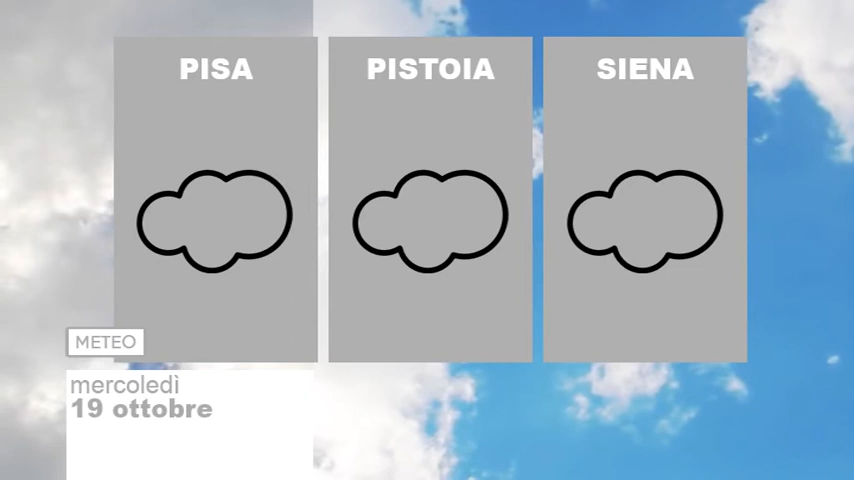 PISA
PISTOIA
SIENA
METEO
mercoledì
19 ottobre